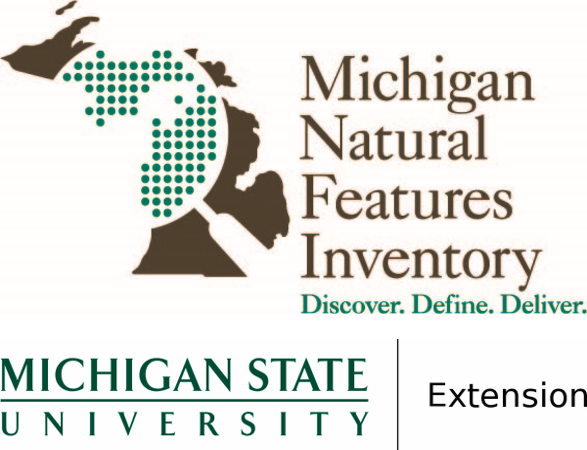 Michigan
Natural
Features
Inventory
Discover. Define. Deliver.
MICHIGAN STATE
UNIVERSITY
Extension